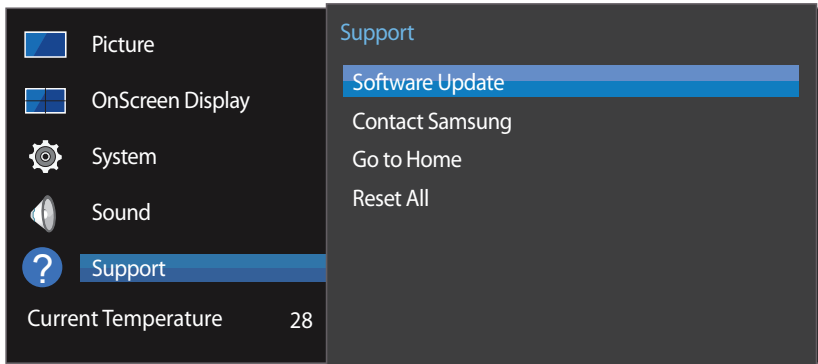 Picture
OnScreen Display
System
Sound
? Support
Current Temperature 28
Support
Software Update
Contact Samsung
Go to Home
Reset All